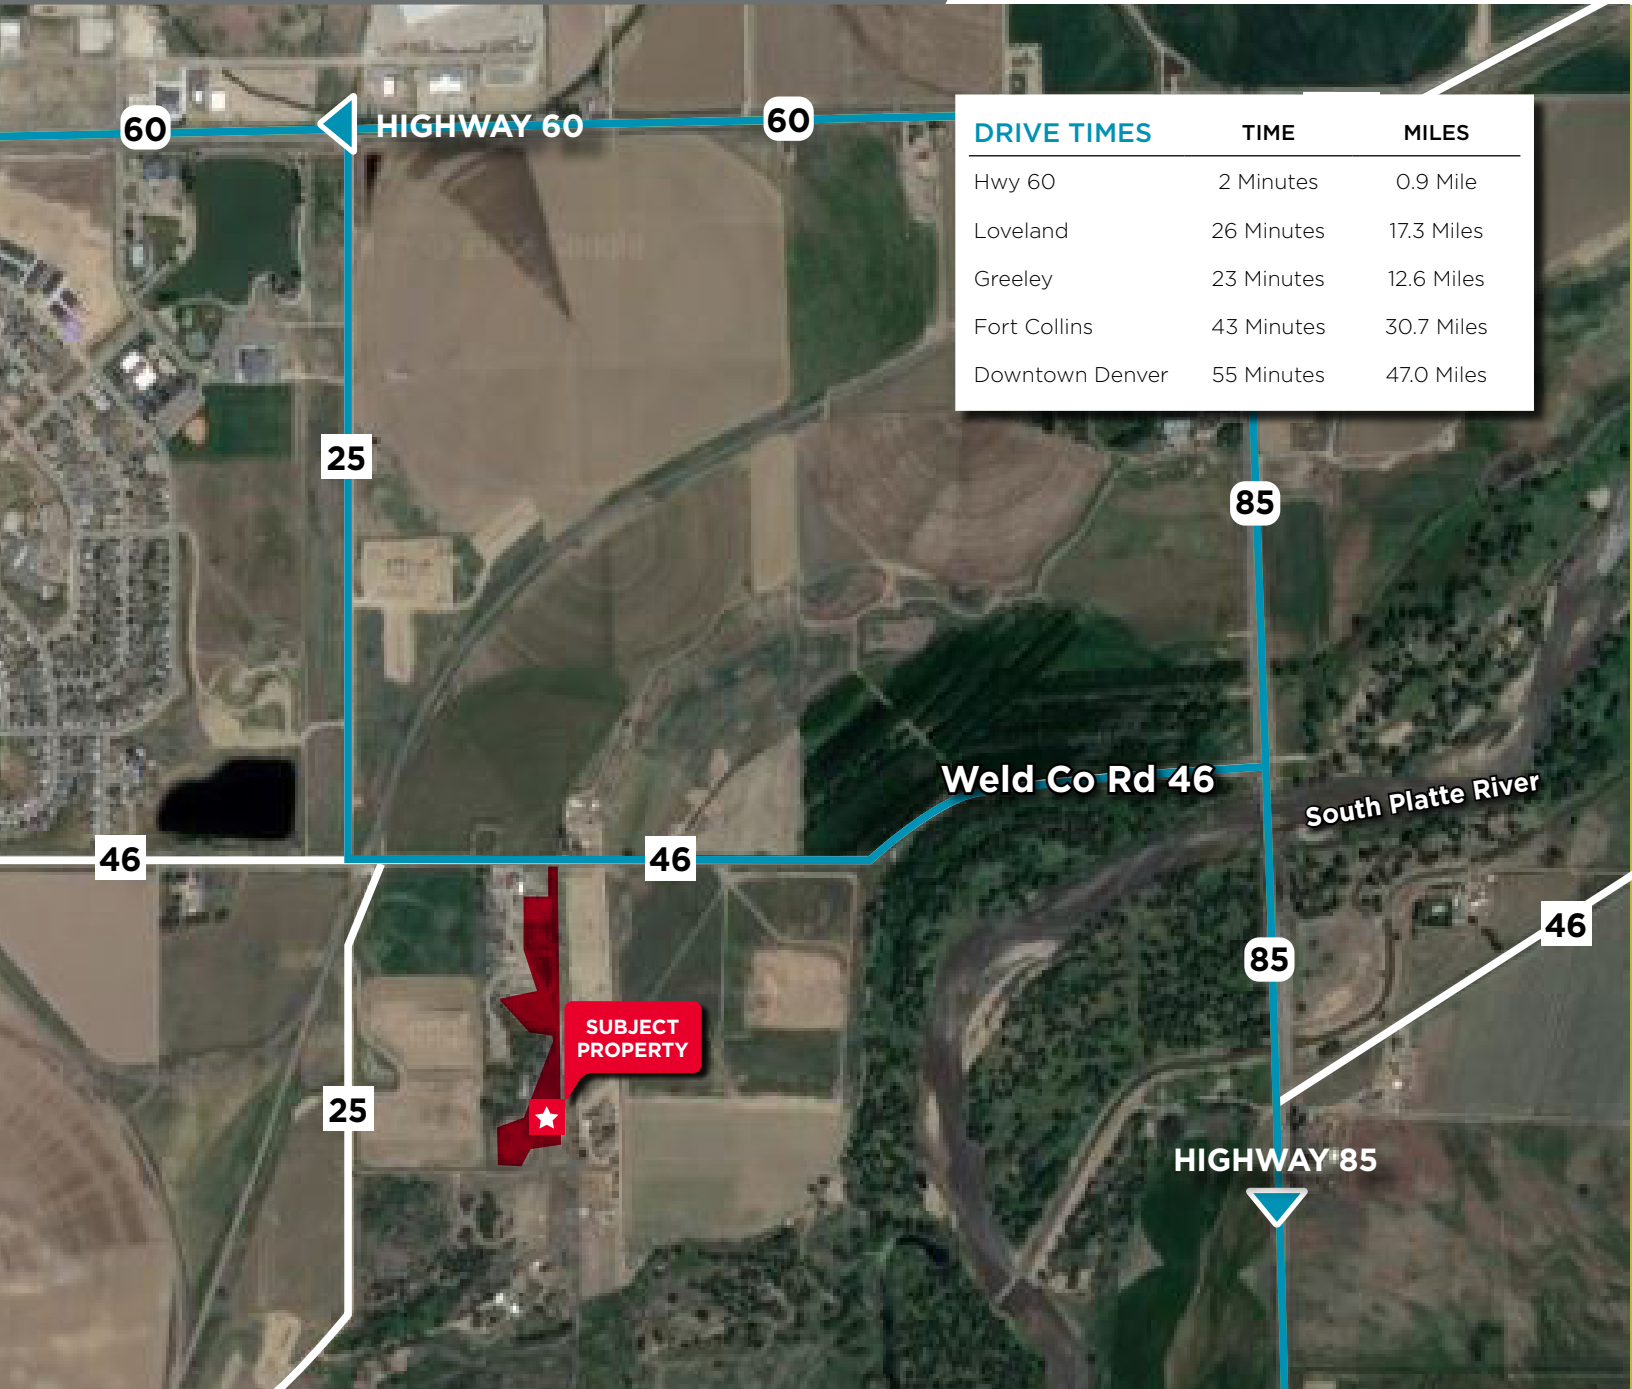 60
HIGHWAY 60
60
DRIVE TIMES TIME MILES
Hwy 60 2 Minutes 0.9 Mile
Loveland 26 Minutes 17.3 Miles
Greeley 23 Minutes 12.6 Miles
Fort Collins 43 Minutes 30.7 Miles
Downtown Denver 55 Minutes 47.0 Miles
25
85
Weld Co Rd 46
South Platte River
46
46
46
85
SUBJECT
PROPERTY
25
HIGHWAY 85